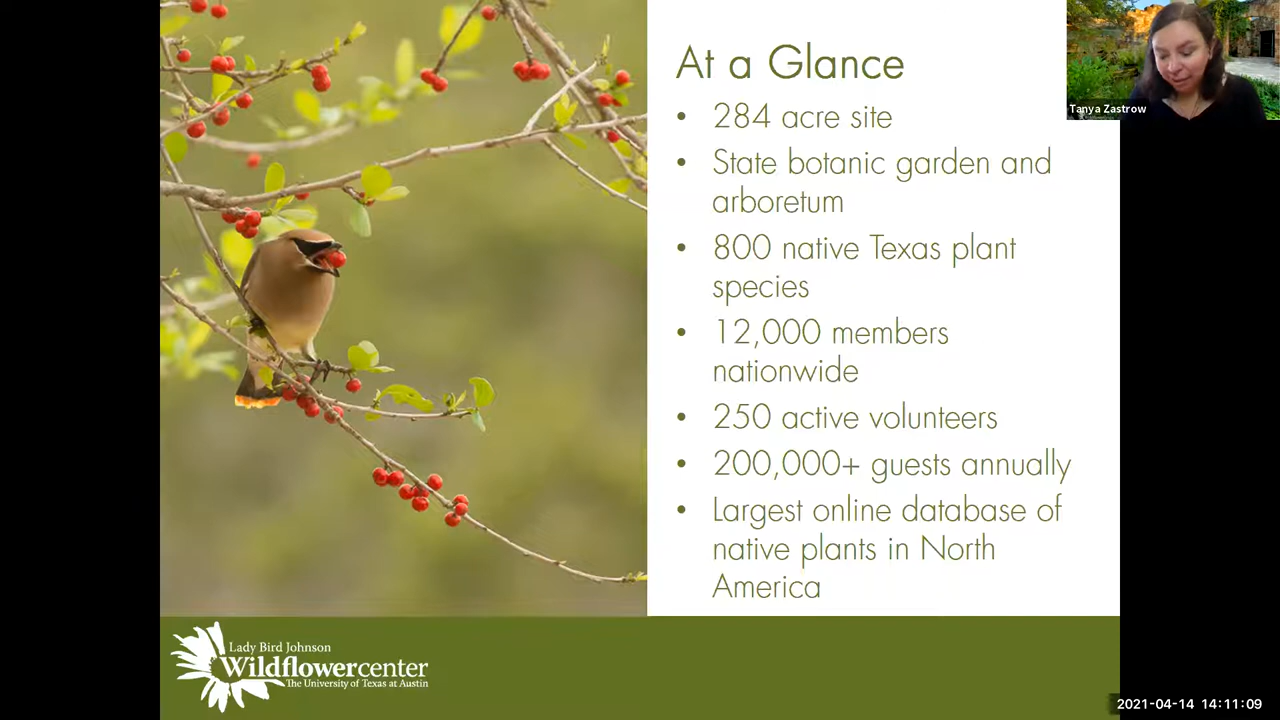 At a Glance
• 284 acre site
• State botanic garden and
arboretum
• 800 native Texas plant
species
• 12,000 members
nationwide
• 250 active volunteers
• 200,000+ guests annually
• Largest online database of
native plants in North
America
Tanya Zastrow
Lady Bird Johnson
Wildflowercenter
The University of Texas at Austin
2021-04-14 14:11:09